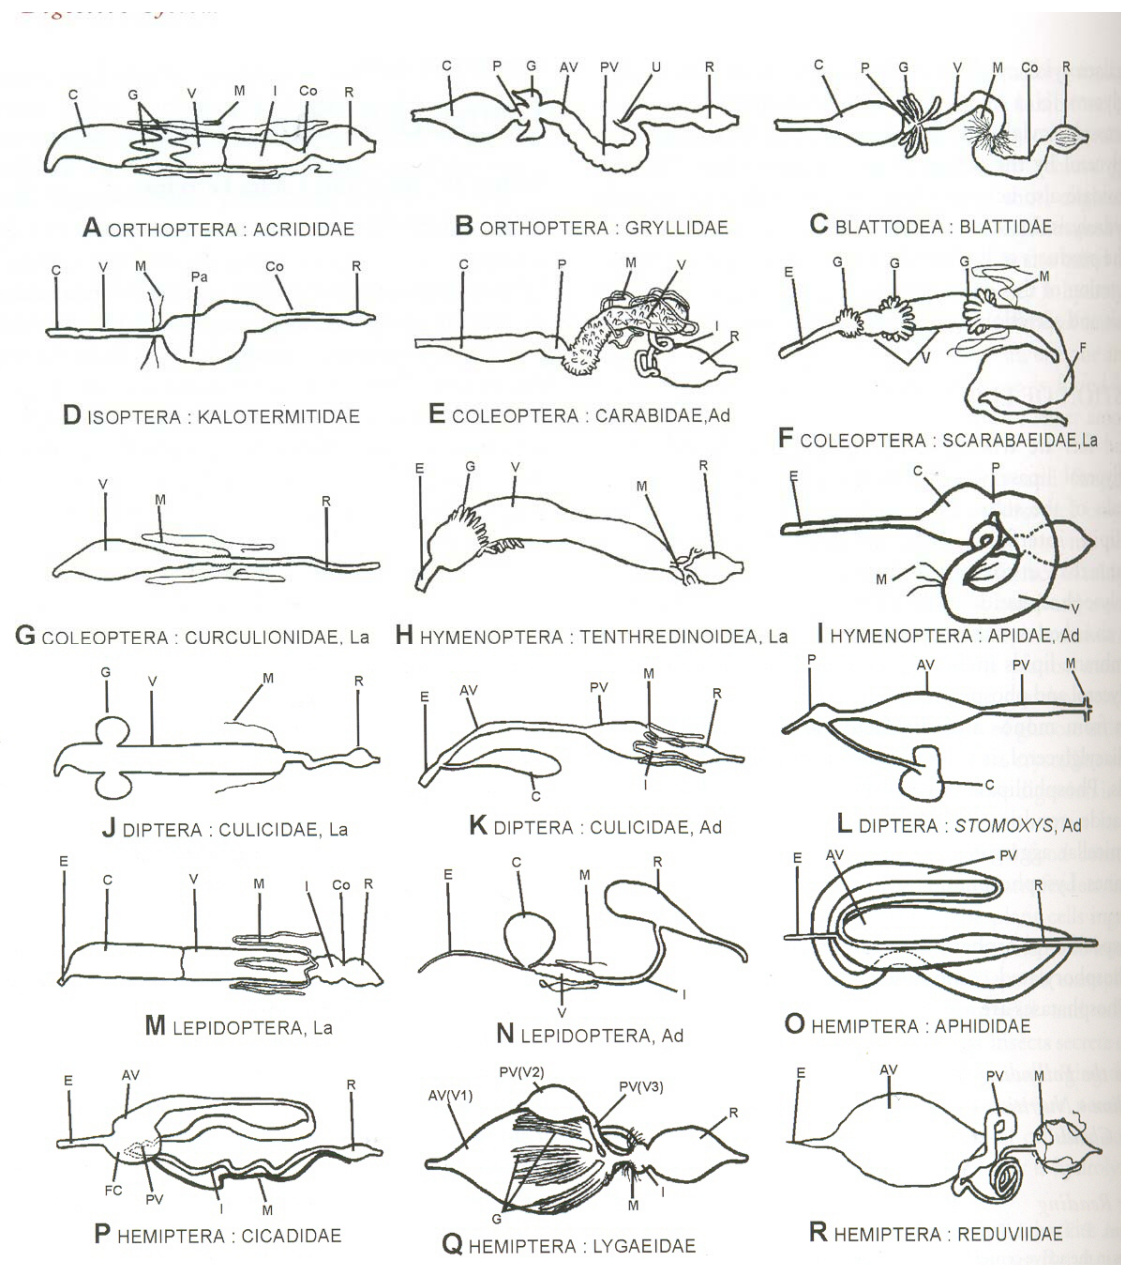 C G V M I Co R
C P G AV PV U R
C P G V M Co R
A ORTHOPTERA : ACRIDIDAE
B ORTHOPTERA : GRYLLIDAE
C BLATTODEA : BLATTIDAE
C V M Pa Co R
C P M V I R
E G G G M V F
D ISOPTERA : KALOTERMITIDAE
E COLEOPTERA : CARABIDAE,Ad
F COLEOPTERA : SCARABAEIDAE,La
V M R
E G V M R
E C P M V
G COLEOPTERA : CURCULIONIDAE, La
H HYMENOPTERA : TENTHREDINOIDEA, La
I HYMENOPTERA : APIDAE, Ad
G V M R
E AV PV M R C I
P AV PV M C
J DIPTERA : CULICIDAE, La
K DIPTERA : CULICIDAE, Ad
L DIPTERA : STOMOXYS, Ad
E C V M I Co R
E C M R V I
E AV PV R
M LEPIDOPTERA, La
N LEPIDOPTERA, Ad
O HEMIPTERA : APHIDIDAE
E AV R FC PV I M
AV(V1) PV(V2) PV(V3) R G M I
E AV PV M
P HEMIPTERA : CICADIDAE
Q HEMIPTERA : LYGAEIDAE
R HEMIPTERA : REDUVIIDAE